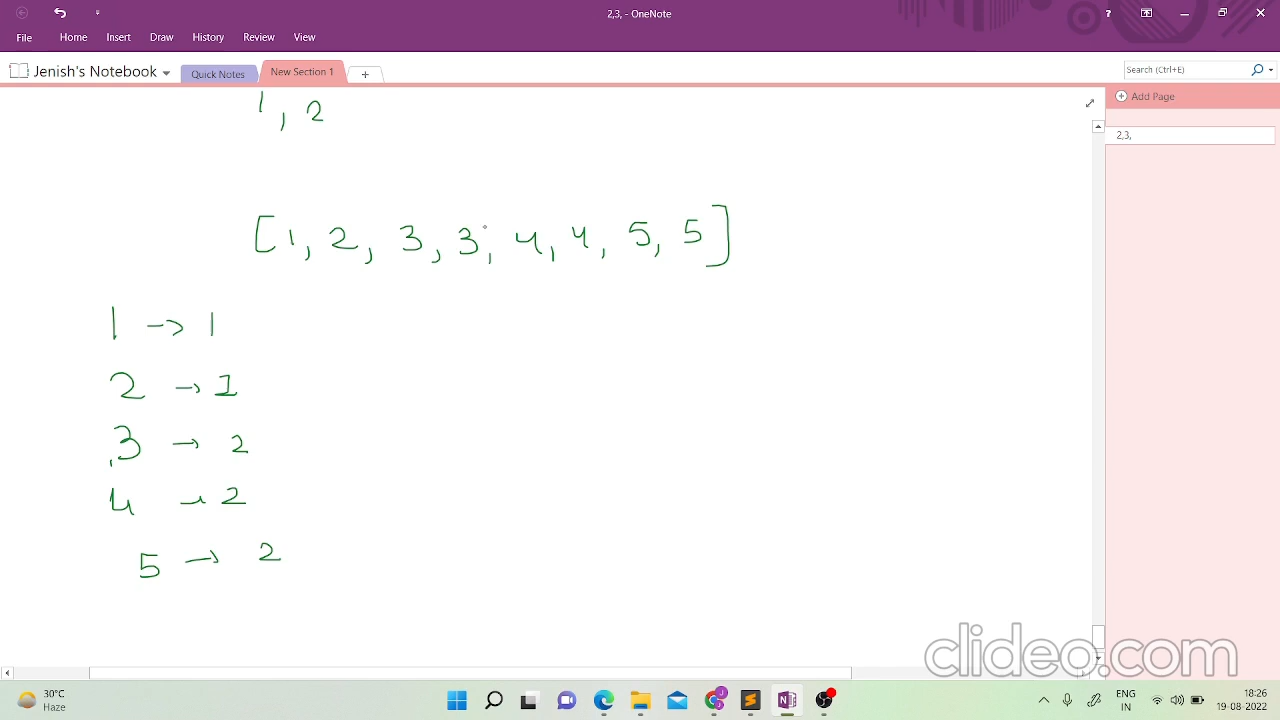 2,3, - OneNote
File Home Insert Draw History Review View
Jenish's Notebook Quick Notes New Section 1 +
Search (Ctrl+E)
Add Page
2,3,
1, 2
[1, 2, 3, 3, 4, 4, 5, 5]
1 → 1
2 → 1
3 → 2
4 → 2
5 → 2
clideo.com
30°C
Haze
ENG
IN
18:26
19-08-2022